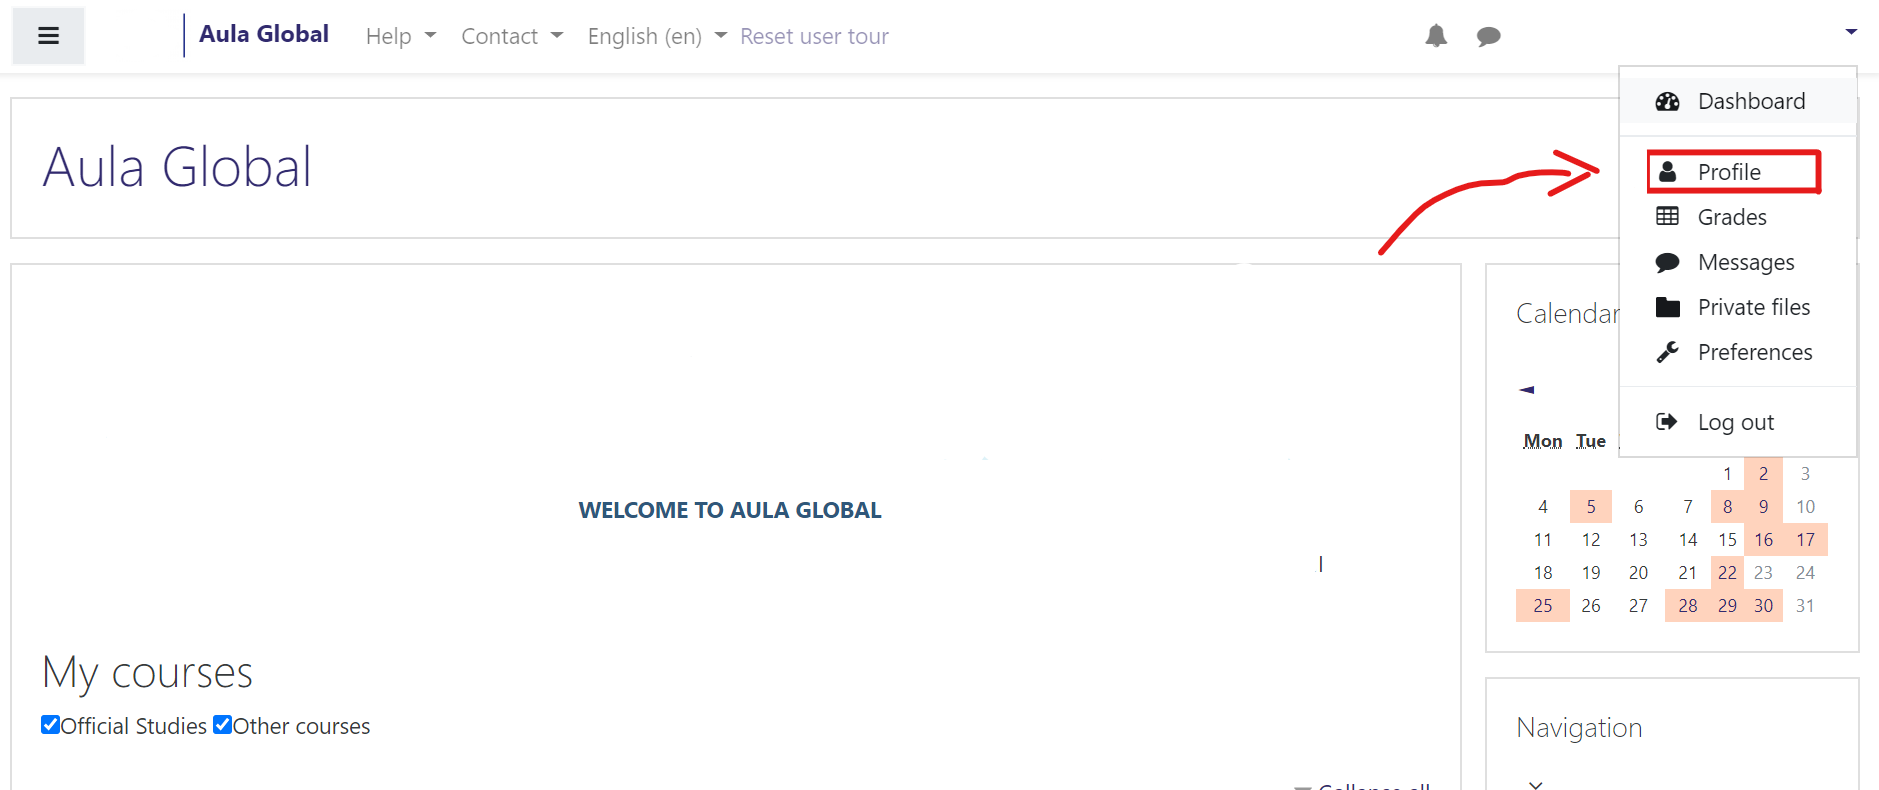 Aula Global Help Contact English (en) Reset user tour
Dashboard
Profile
Grades
Messages
Private files
Preferences
Log out
Aula Global
WELCOME TO AULA GLOBAL
My courses
Official Studies Other courses
Collapse all
Calendar
◄
Mon Tue
1 2 3
4 5 6 7 8 9 10
11 12 13 14 15 16 17
18 19 20 21 22 23 24
25 26 27 28 29 30 31
Navigation